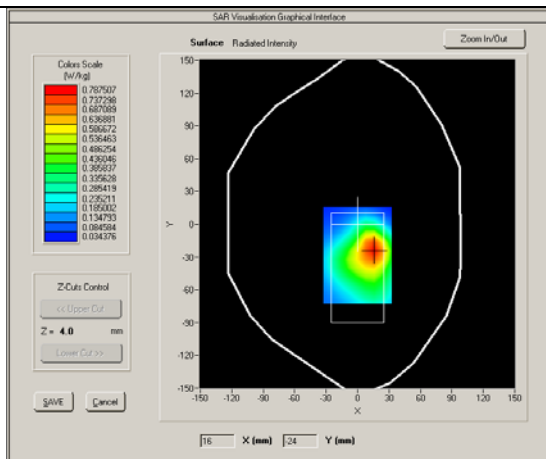 SAR Visualisation Graphical Interface
Surface Radiated Intensity
Zoom In/Out
Colors Scale
(W/kg)
0.787507
0.737298
0.687089
0.636881
0.586672
0.536463
0.486254
0.436046
0.385837
0.335628
0.285419
0.235211
0.185002
0.134793
0.084584
0.034376
Z-Cuts Control
<< Upper Cut
Z = 4.0 mm
Lower Cut >>
SAVE Cancel
150
120
90
60
30
0
-30
-60
-90
-120
-150
Y
-150 -120 -90 -60 -30 0 30 60 90 120 150
X
16 X (mm) -24 Y (mm)